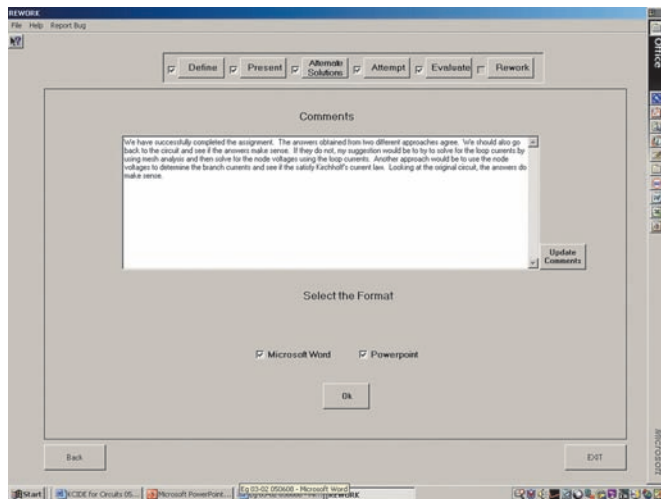 REWORK
File Help Report Bug
Office
Define Present Alternate Solutions Attempt Evaluate Rework
Comments
We have successfully completed the assignment. The answers obtained from two different approaches agree. We should also go
back to the circuit and see if the answers make sense. If they do not, my suggestion would be to try to solve for the loop currents by
using mesh analysis and then solve for the node voltages using the loop currents. Another approach would be to use the node
voltages to determine the branch currents and see if the satisfy Kirchhoff's current law. Looking at the original circuit, the answers do
make sense.
Update
Comments
Select the Format
Microsoft Word Powerpoint
Ok
Back EXIT
Microsoft
Eg 03-02 050608 - Microsoft Word
Start KCIDE for Circuits 05... Microsoft PowerPoint... REWORK